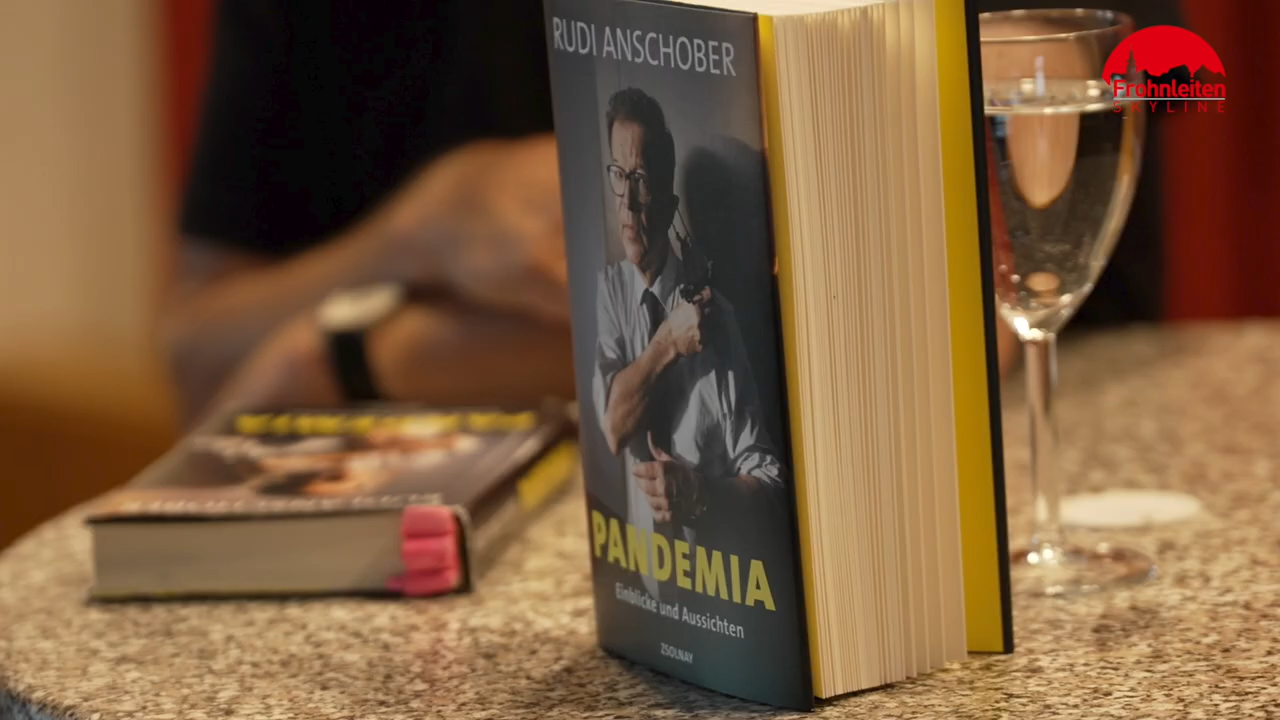 RUDI ANSCHOBER
PANDEMIA
Einblicke und Aussichten
ZSOLNAY
Frohnleiten
SKYLINE